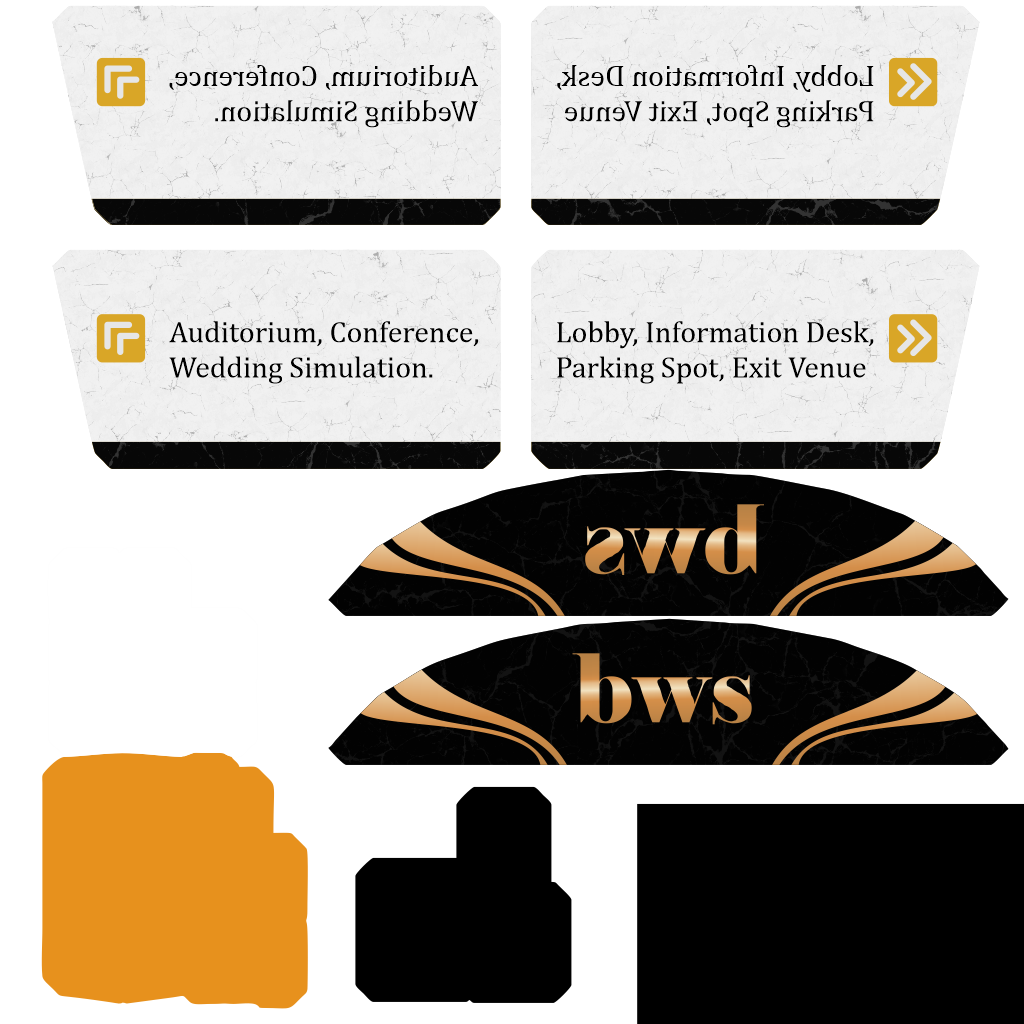 Auditorium, Conference,
Wedding Simulation.
Lobby, Information Desk,
Parking Spot, Exit Venue
Auditorium, Conference,
Wedding Simulation.
Lobby, Information Desk,
Parking Spot, Exit Venue
bws
bws